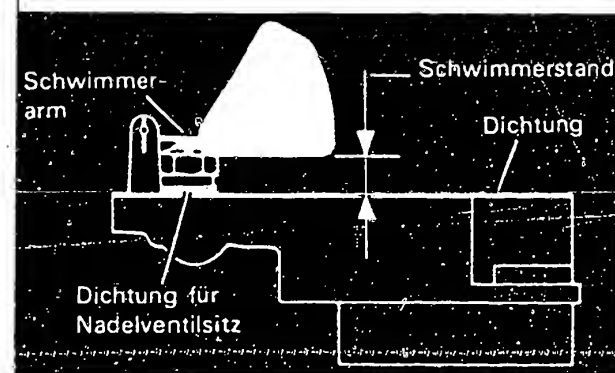 Schwimmer-
arm
Schwimmerstand
Dichtung
Dichtung für
Nadelventilsitz